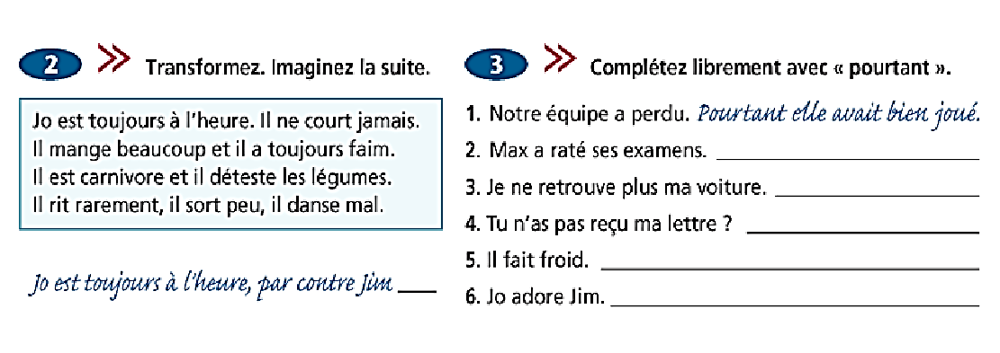 2 >> Transformez. Imaginez la suite.
Jo est toujours à l'heure. Il ne court jamais.
Il mange beaucoup et il a toujours faim.
Il est carnivore et il déteste les légumes.
Il rit rarement, il sort peu, il danse mal.
Jo est toujours à l'heure, par contre Jim ____
3 >> Complétez librement avec « pourtant ».
1. Notre équipe a perdu. Pourtant elle avait bien joué.
2. Max a raté ses examens. ____
3. Je ne retrouve plus ma voiture. ____
4. Tu n'as pas reçu ma lettre ? ____
5. Il fait froid. ____
6. Jo adore Jim. ____